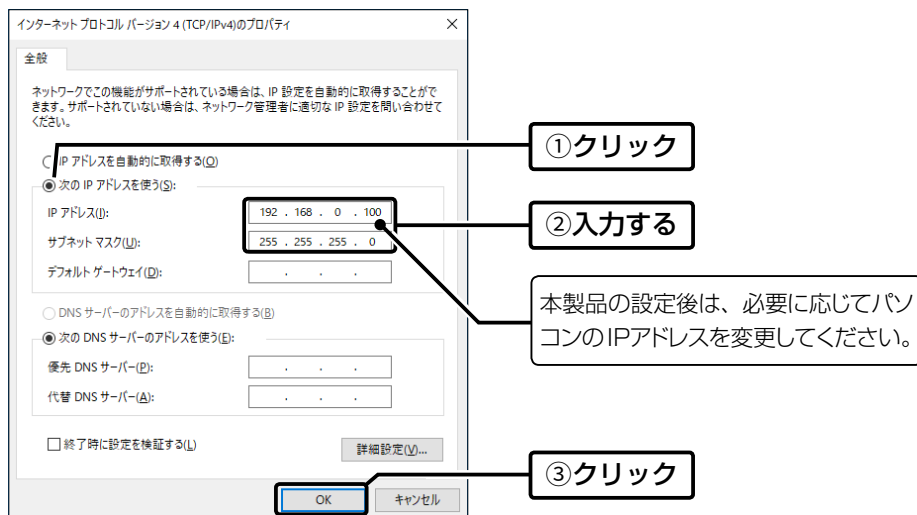 インターネット プロトコル バージョン 4 (TCP/IPv4)のプロパティ
全般
ネットワークでこの機能がサポートされている場合は、IP 設定を自動的に取得することがで
きます。サポートされていない場合は、ネットワーク管理者に適切な IP 設定を問い合わせて
ください。
IP アドレスを自動的に取得する(O)
次の IP アドレスを使う(S):
IP アドレス(I):
192 . 168 . 0 . 100
サブネット マスク(U):
255 . 255 . 255 . 0
デフォルト ゲートウェイ(D):
. . .
DNS サーバーのアドレスを自動的に取得する(B)
次の DNS サーバーのアドレスを使う(E):
優先 DNS サーバー(P):
. . .
代替 DNS サーバー(A):
. . .
終了時に設定を検証する(L)
詳細設定(V)...
OK
キャンセル
①クリック
②入力する
本製品の設定後は、必要に応じてパソ
コンのIPアドレスを変更してください。
③クリック